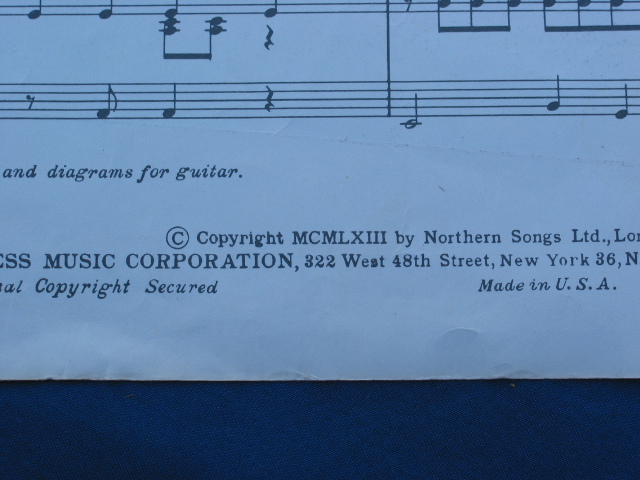 and diagrams for guitar.
© Copyright MCMLXIII by Northern Songs Ltd., Lon
ESS MUSIC CORPORATION, 322 West 48th Street, New York 36, N
nal Copyright Secured
Made in U. S. A.